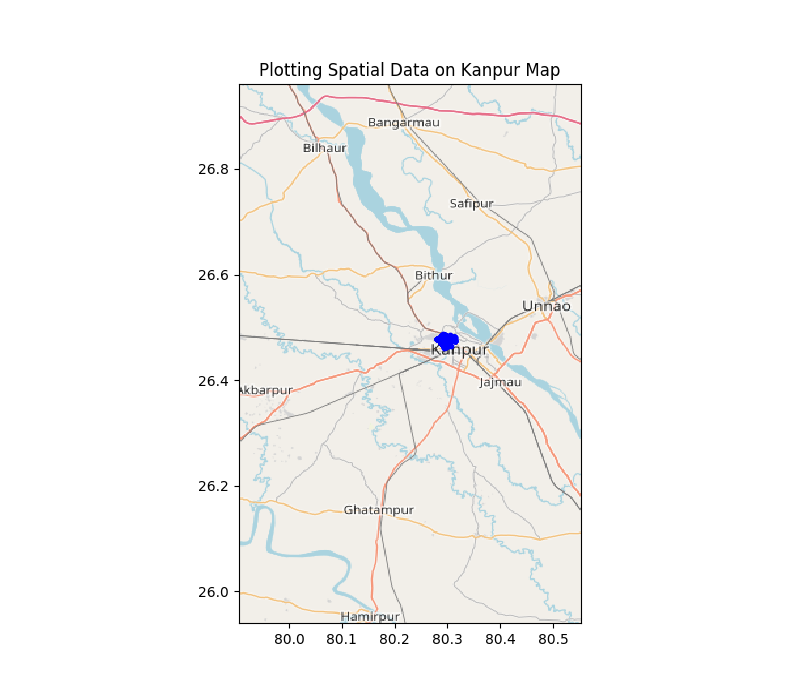 Plotting Spatial Data on Kanpur Map
Bangarmau
Bilhaur
26.8
Safipur
26.6
Bithur
Unnao
Kanpur
26.4
Jajmau
Akbarpur
26.2
Ghatampur
26.0
Hamirpur
80.0 80.1 80.2 80.3 80.4 80.5